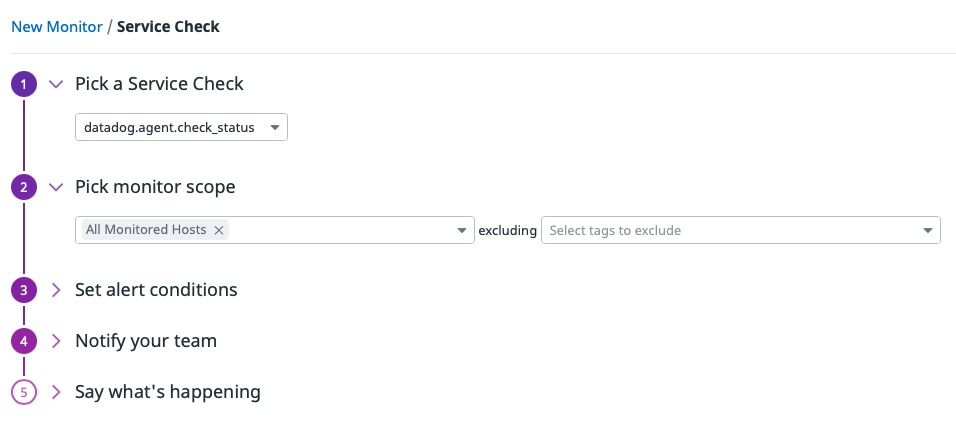 New Monitor / Service Check
1 Pick a Service Check
datadog.agent.check_status
2 Pick monitor scope
All Monitored Hosts × excluding Select tags to exclude
3 Set alert conditions
4 Notify your team
5 Say what's happening